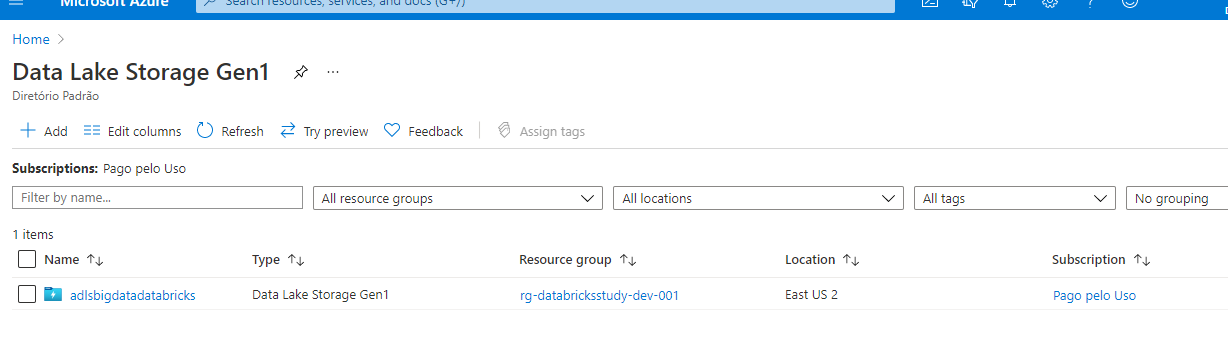 Microsoft Azure
Search resources, services, and docs (G+/)
Home
Data Lake Storage Gen1
Diretório Padrão
Add Edit columns Refresh Try preview Feedback Assign tags
Subscriptions: Pago pelo Uso
Filter by name... All resource groups All locations All tags No grouping
1 items
Name Type Resource group Location Subscription
adlsbigdatadatabricks Data Lake Storage Gen1 rg-databricksstudy-dev-001 East US 2 Pago pelo Uso